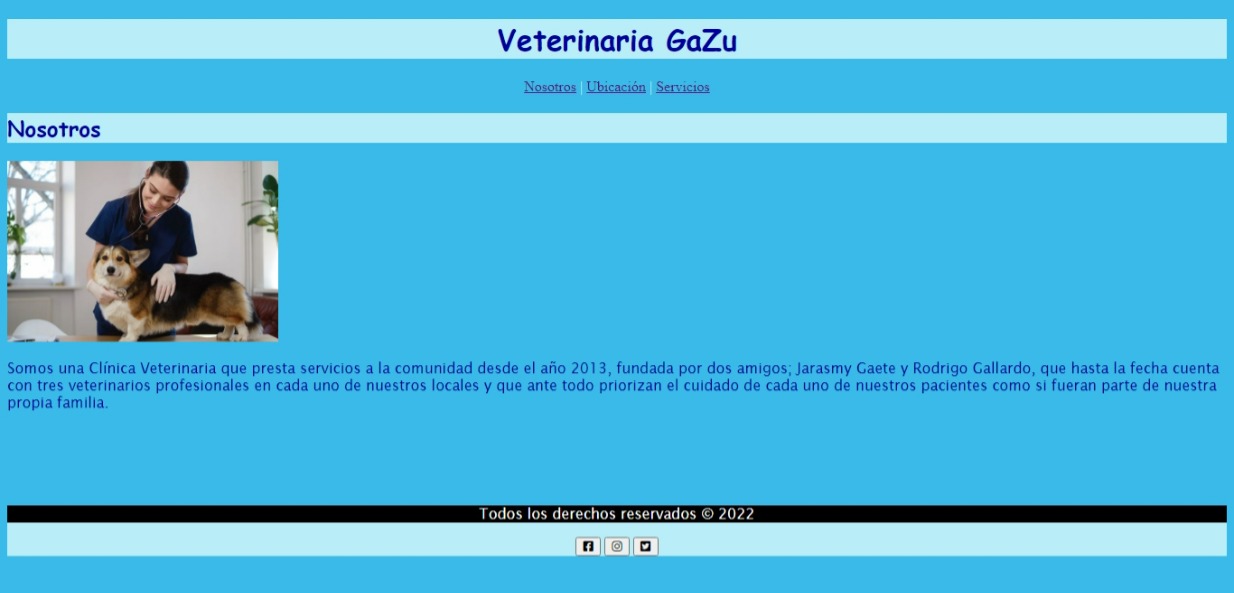 Veterinaria GaZu
Nosotros | Ubicación | Servicios
Nosotros
Somos una Clínica Veterinaria que presta servicios a la comunidad desde el año 2013, fundada por dos amigos; Jarasmy Gaete y Rodrigo Gallardo, que hasta la fecha cuenta
con tres veterinarios profesionales en cada uno de nuestros locales y que ante todo priorizan el cuidado de cada uno de nuestros pacientes como si fueran parte de nuestra
propia familia.
Todos los derechos reservados © 2022